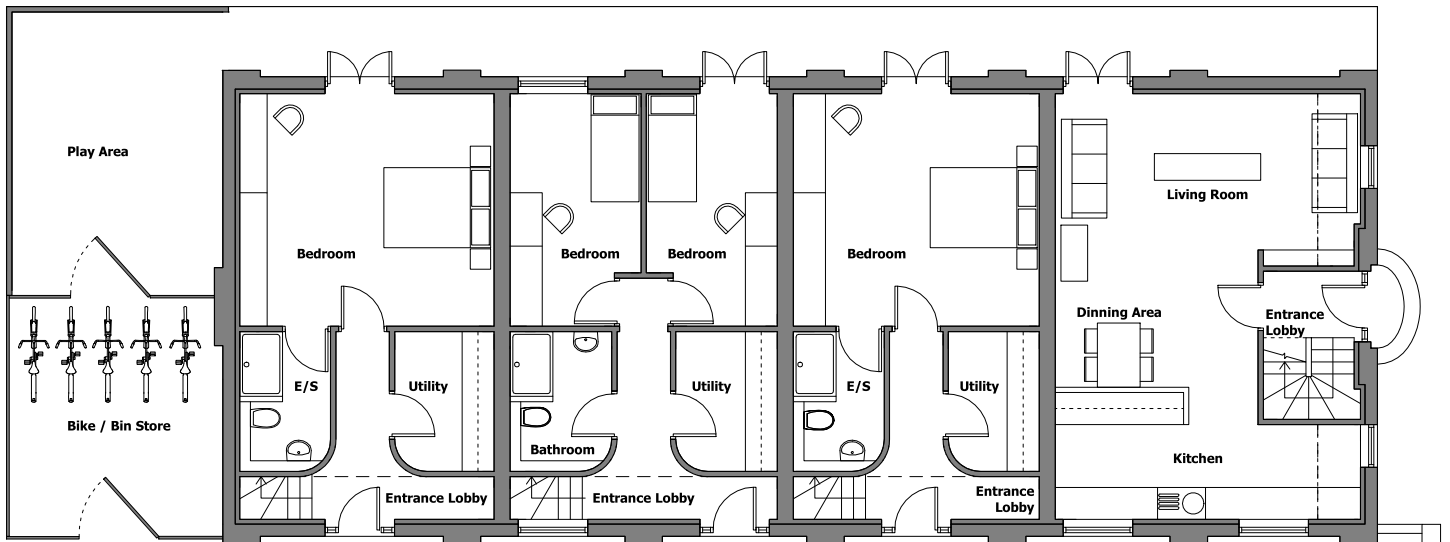 Play Area
Living Room
Bedroom
Bedroom
Bedroom
Bedroom
Dinning Area
Entrance
Lobby
E/S
Utility
Utility
E/S
Utility
Bike / Bin Store
Bathroom
Kitchen
Entrance Lobby
Entrance Lobby
Entrance
Lobby